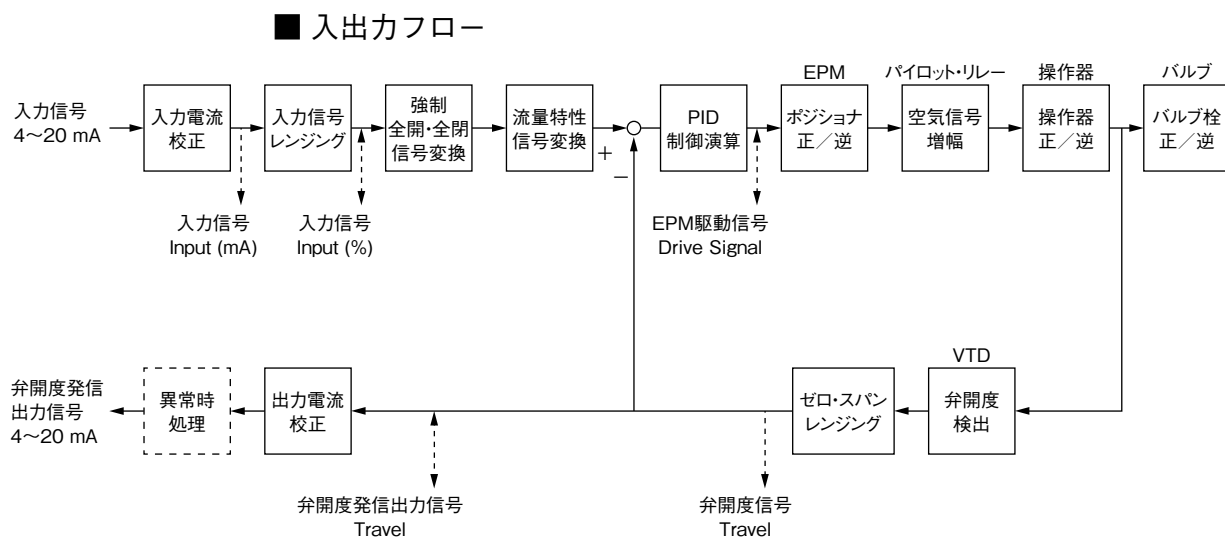 ■ 入出力フロー
入力信号
4〜20 mA
入力電流
校正
入力信号
レンジング
強制
全開・全閉
信号変換
流量特性
信号変換
+
−
PID
制御演算
EPM
ポジショナ
正／逆
パイロット・リレー
空気信号
増幅
操作器
操作器
正／逆
バルブ
バルブ栓
正／逆
入力信号
Input (mA)
入力信号
Input (%)
EPM駆動信号
Drive Signal
弁開度発信
出力信号
4〜20 mA
異常時
処理
出力電流
校正
ゼロ・スパン
レンジング
VTD
弁開度
検出
弁開度発信出力信号
Travel
弁開度信号
Travel